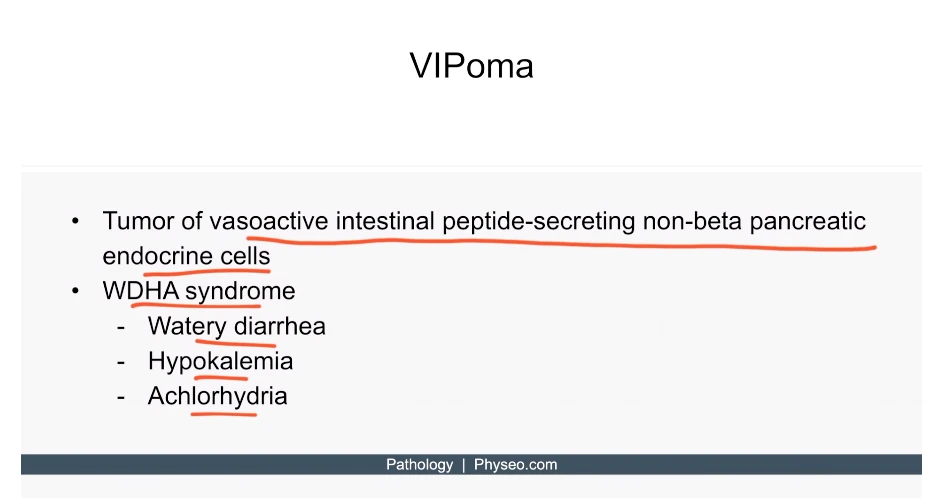 VIPoma
• Tumor of vasoactive intestinal peptide-secreting non-beta pancreatic
endocrine cells
• WDHA syndrome
- Watery diarrhea
- Hypokalemia
- Achlorhydria
Pathology | Physeo.com